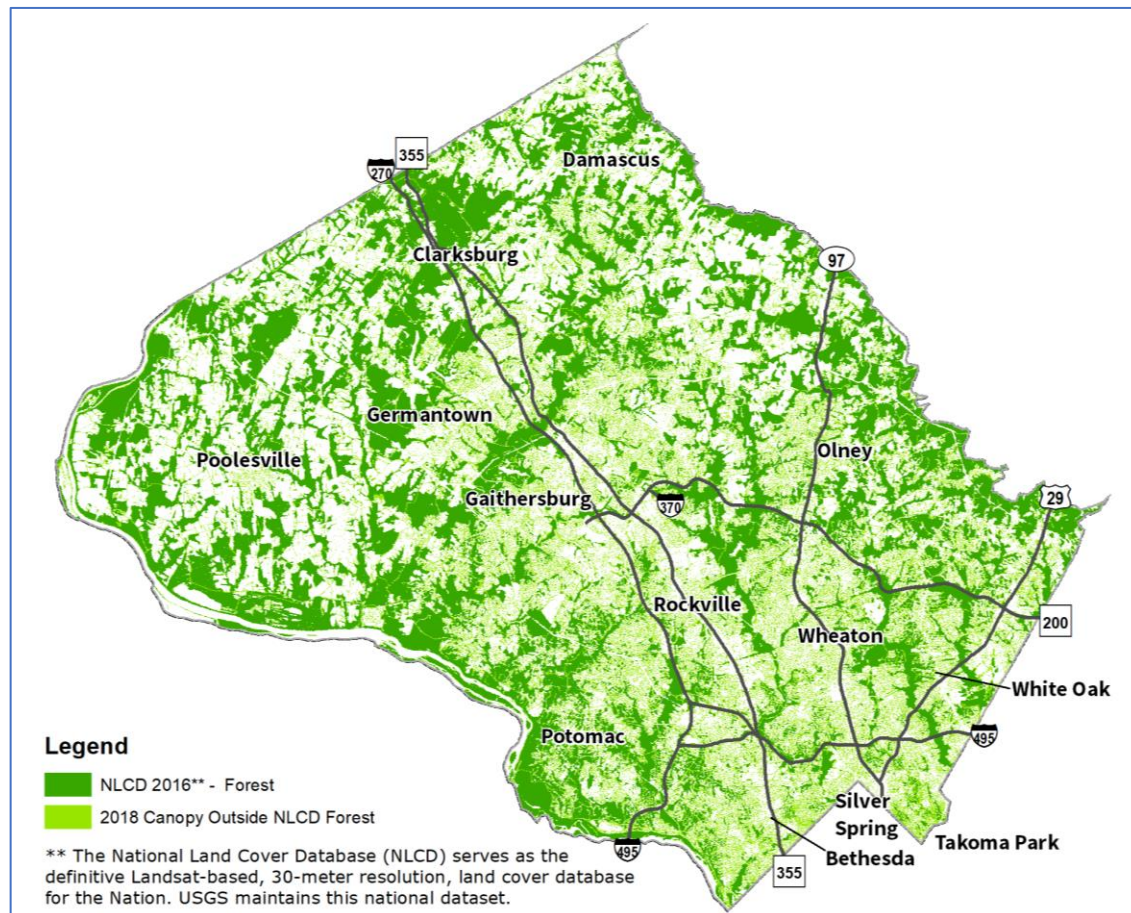 355
270
Damascus
Clarksburg
97
Germantown
Olney
Poolesville
Gaithersburg
370
29
Rockville
Wheaton
200
White Oak
Potomac
495
Legend
NLCD 2016** - Forest
2018 Canopy Outside NLCD Forest
Silver
Spring
Takoma Park
Bethesda
495
355
** The National Land Cover Database (NLCD) serves as the
definitive Landsat-based, 30-meter resolution, land cover database
for the Nation. USGS maintains this national dataset.